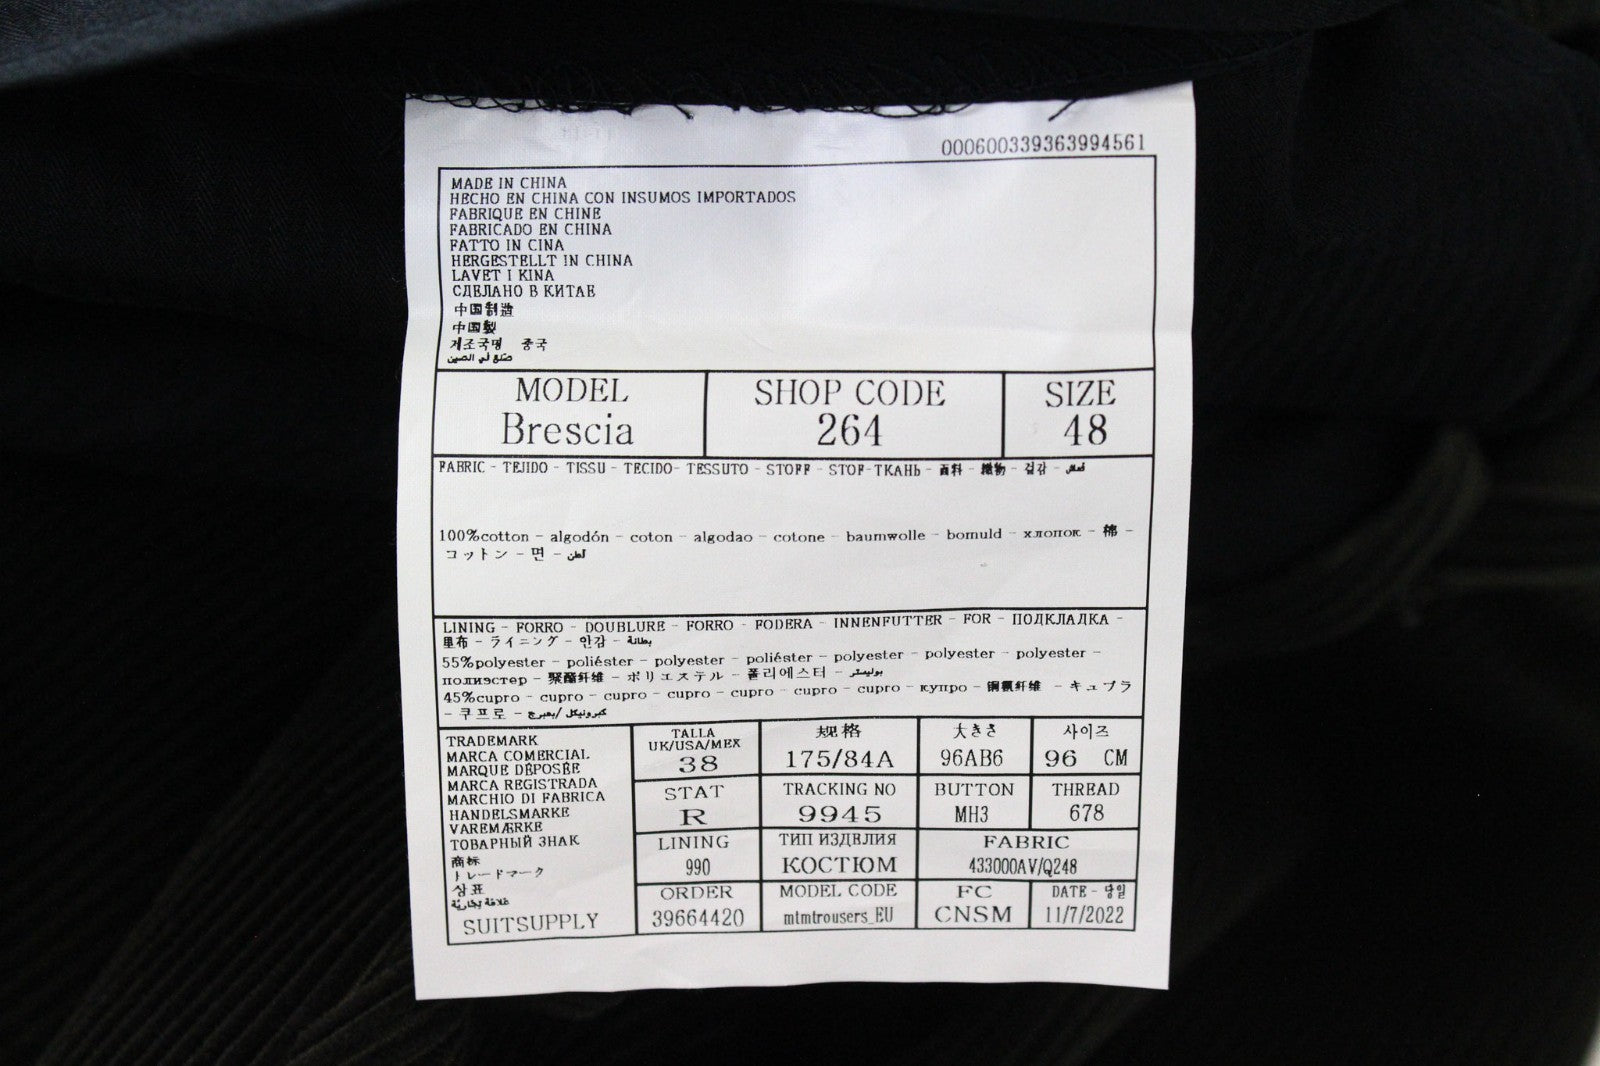 000600339363994561
MADE IN CHINA
HECHO EN CHINA CON INSUMOS IMPORTADOS
FABRIQUE EN CHINE
FABRICADO EN CHINA
FATTO IN CINA
HERGESTELLT IN CHINA
LAVET I KINA
СДЕЛАНО В КИТАЕ
中国制造
中国製
제조국명 중국
صنع في الصين
MODEL
Brescia
SHOP CODE
264
SIZE
48
FABRIC - TEJIDO - TISSU - TECIDO- TESSUTO - STOFF - STOF-ТКАНЬ - 面料 - 織物 - 겉감 - قماش
100%cotton - algodón - coton - algodao - cotone - baumwolle - bomuld - хлопок - 棉 -
コットン - 면 - قطن
LINING - FORRO - DOUBLURE - FORRO - FODERA - INNENFUTTER - FOR - ПОДКЛАДКА -
里布 - ライニング - 안감 - بطانة
55%polyester - poliéster - polyester - poliéster - polyester - polyester - polyester -
полиэстер - 聚酯纤维 - ポリエステル - 폴리에스터 - بوليستر
45%cupro - cupro - cupro - cupro - cupro - cupro - cupro - купро - 铜氨纤维 - キュプラ
- 쿠프로 -
TRADEMARK
MARCA COMERCIAL
MARQUE DÉPOSÉE
MARCA REGISTRADA
MARCHIO DI FABRICA
HANDELSMARKE
VAREMÆRKE
ТОВАРНЫЙ ЗНАК
商标
トレードマーク
상표
علامة تجارية
SUITSUPPLY
TALLA
UK/USA/MEX
38
规格
175/84A
大きさ
96AB6
사이즈
96 CM
STAT
R
TRACKING NO
9945
BUTTON
MH3
THREAD
678
LINING
990
ТИП ИЗДЕЛИЯ
КОСТЮМ
FABRIC
433000AV/Q248
ORDER
39664420
MODEL CODE
mtmtrousers_EU
FC
CNSM
DATE - 당일
11/7/2022